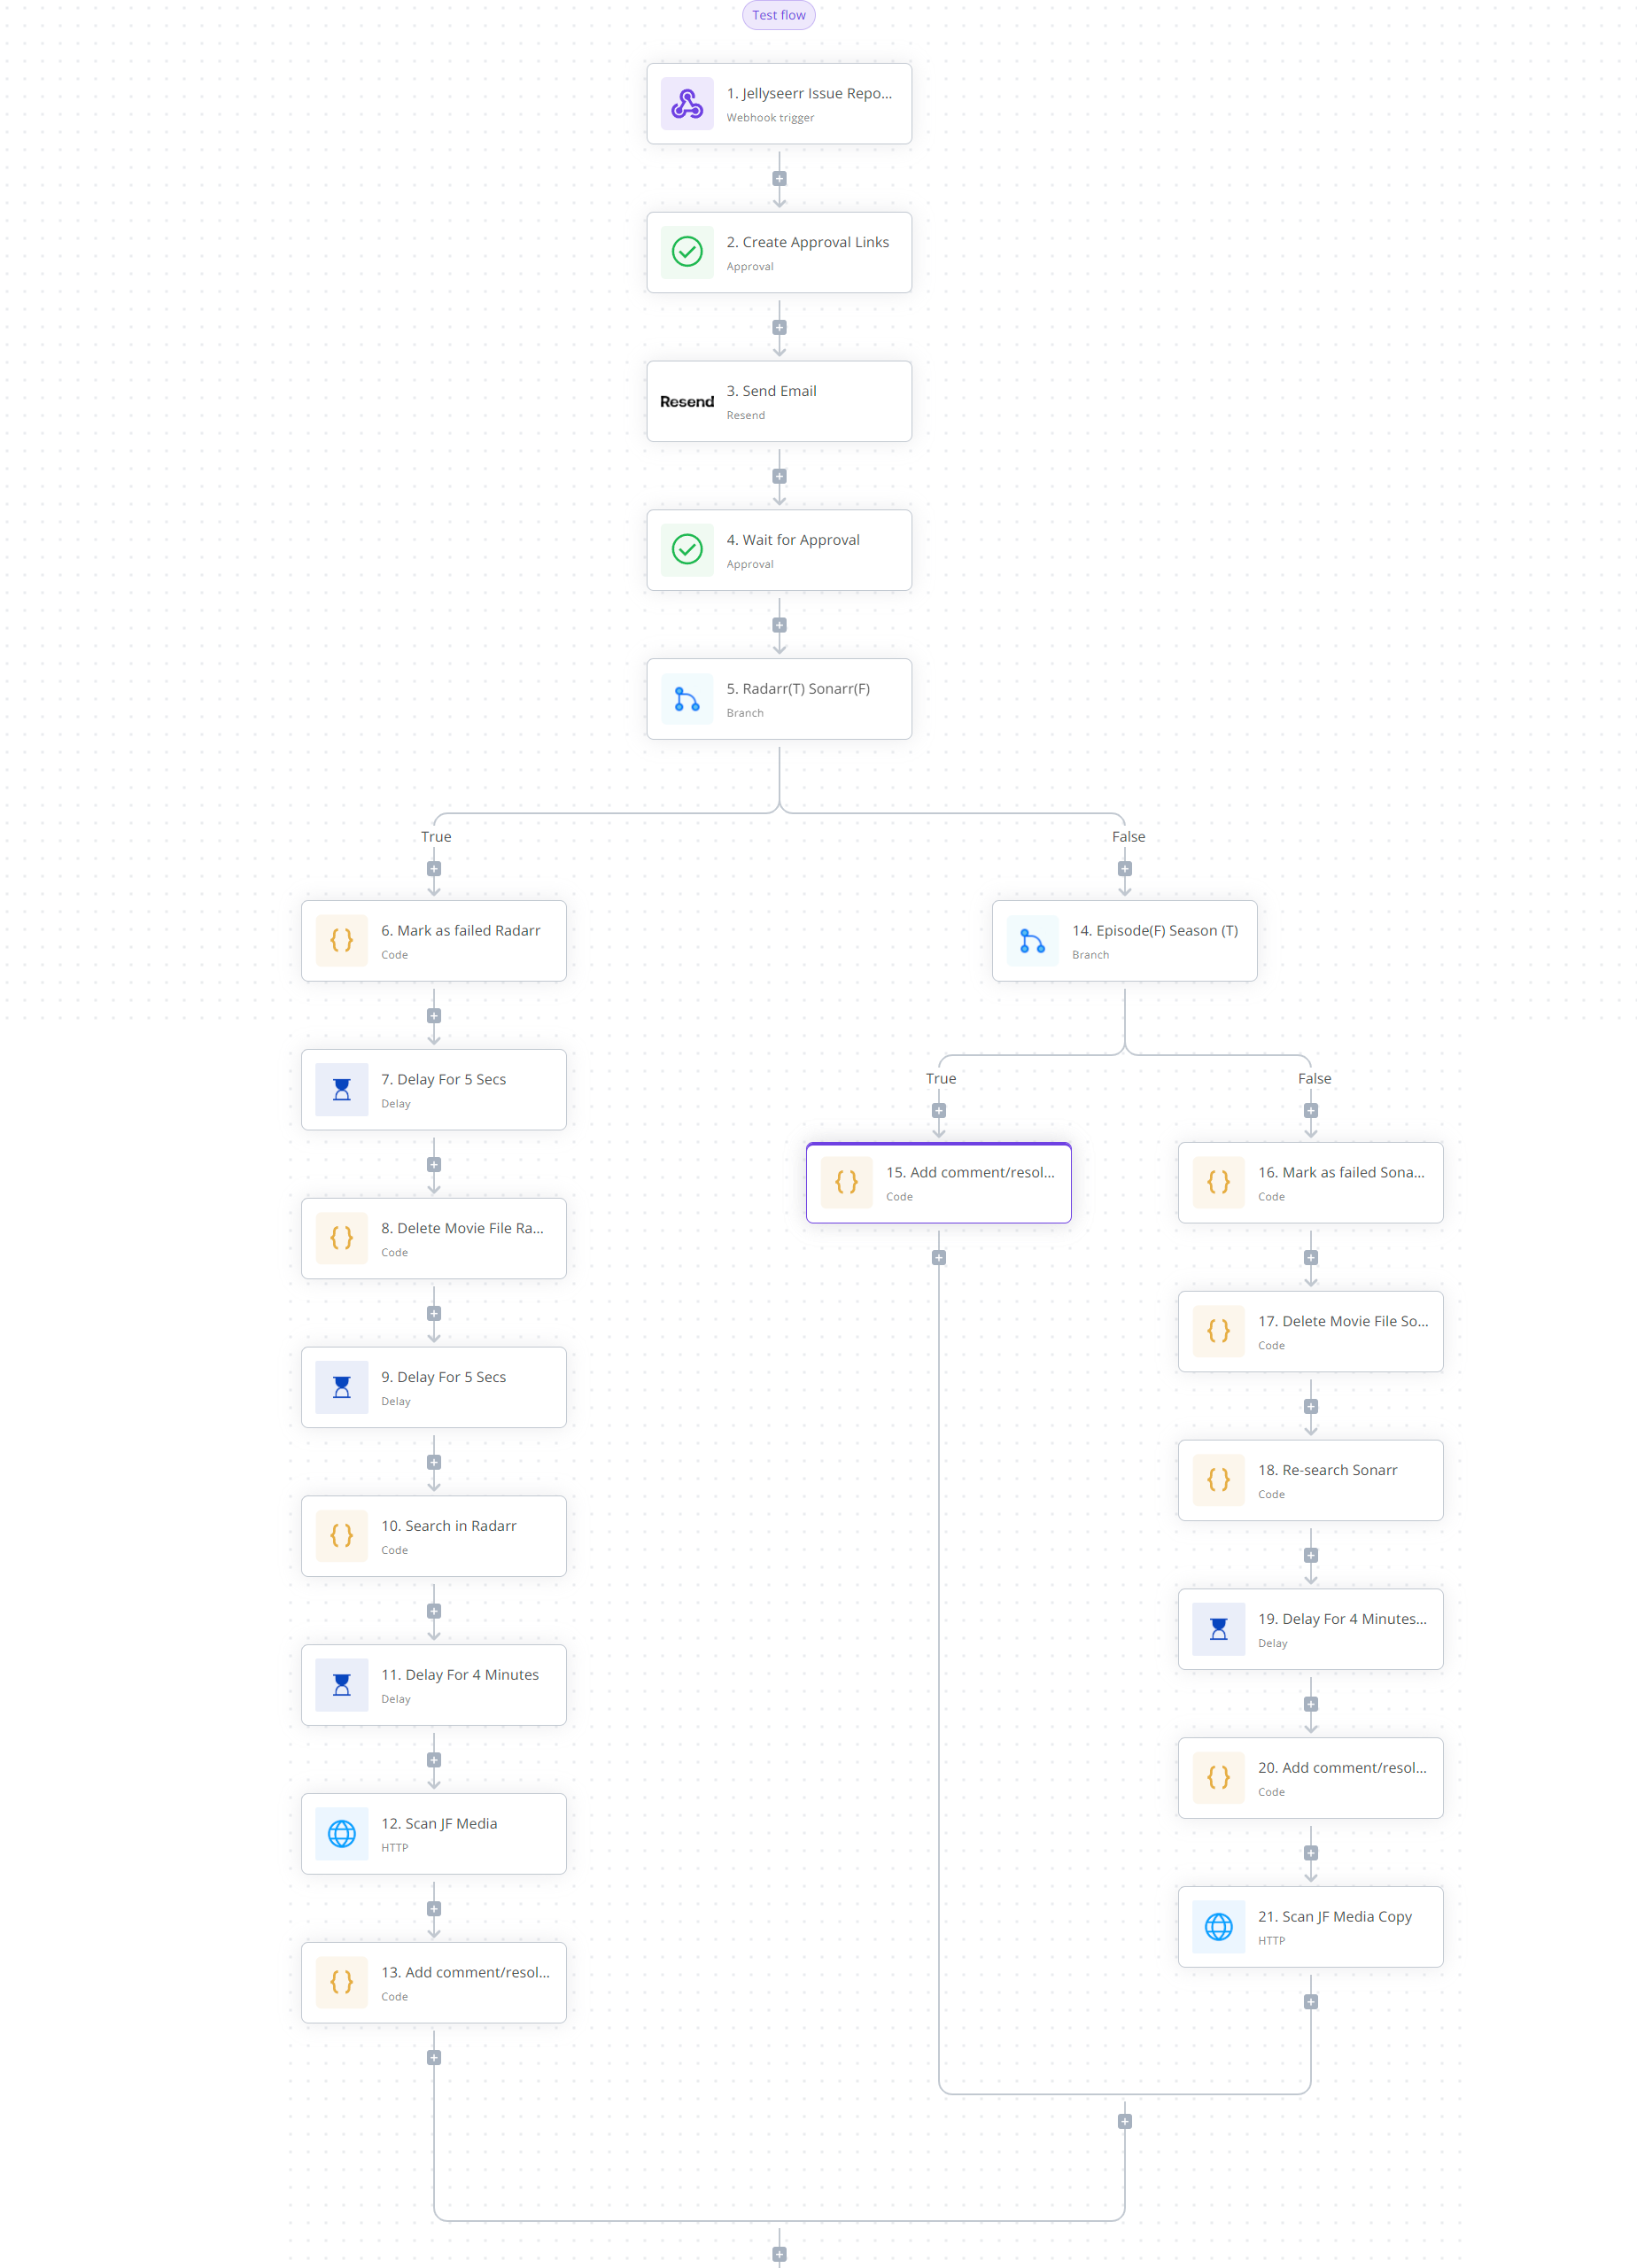 Test flow
1. Jellyseerr Issue Repo...
Webhook trigger
2. Create Approval Links
Approval
Resend
3. Send Email
Resend
4. Wait for Approval
Approval
5. Radarr(T) Sonarr(F)
Branch
True
False
6. Mark as failed Radarr
Code
14. Episode(F) Season (T)
Branch
7. Delay For 5 Secs
Delay
True
False
15. Add comment/resol...
Code
16. Mark as failed Sona...
Code
8. Delete Movie File Ra...
Code
17. Delete Movie File So...
Code
9. Delay For 5 Secs
Delay
18. Re-search Sonarr
Code
10. Search in Radarr
Code
19. Delay For 4 Minutes...
Delay
11. Delay For 4 Minutes
Delay
20. Add comment/resol...
Code
12. Scan JF Media
HTTP
21. Scan JF Media Copy
HTTP
13. Add comment/resol...
Code